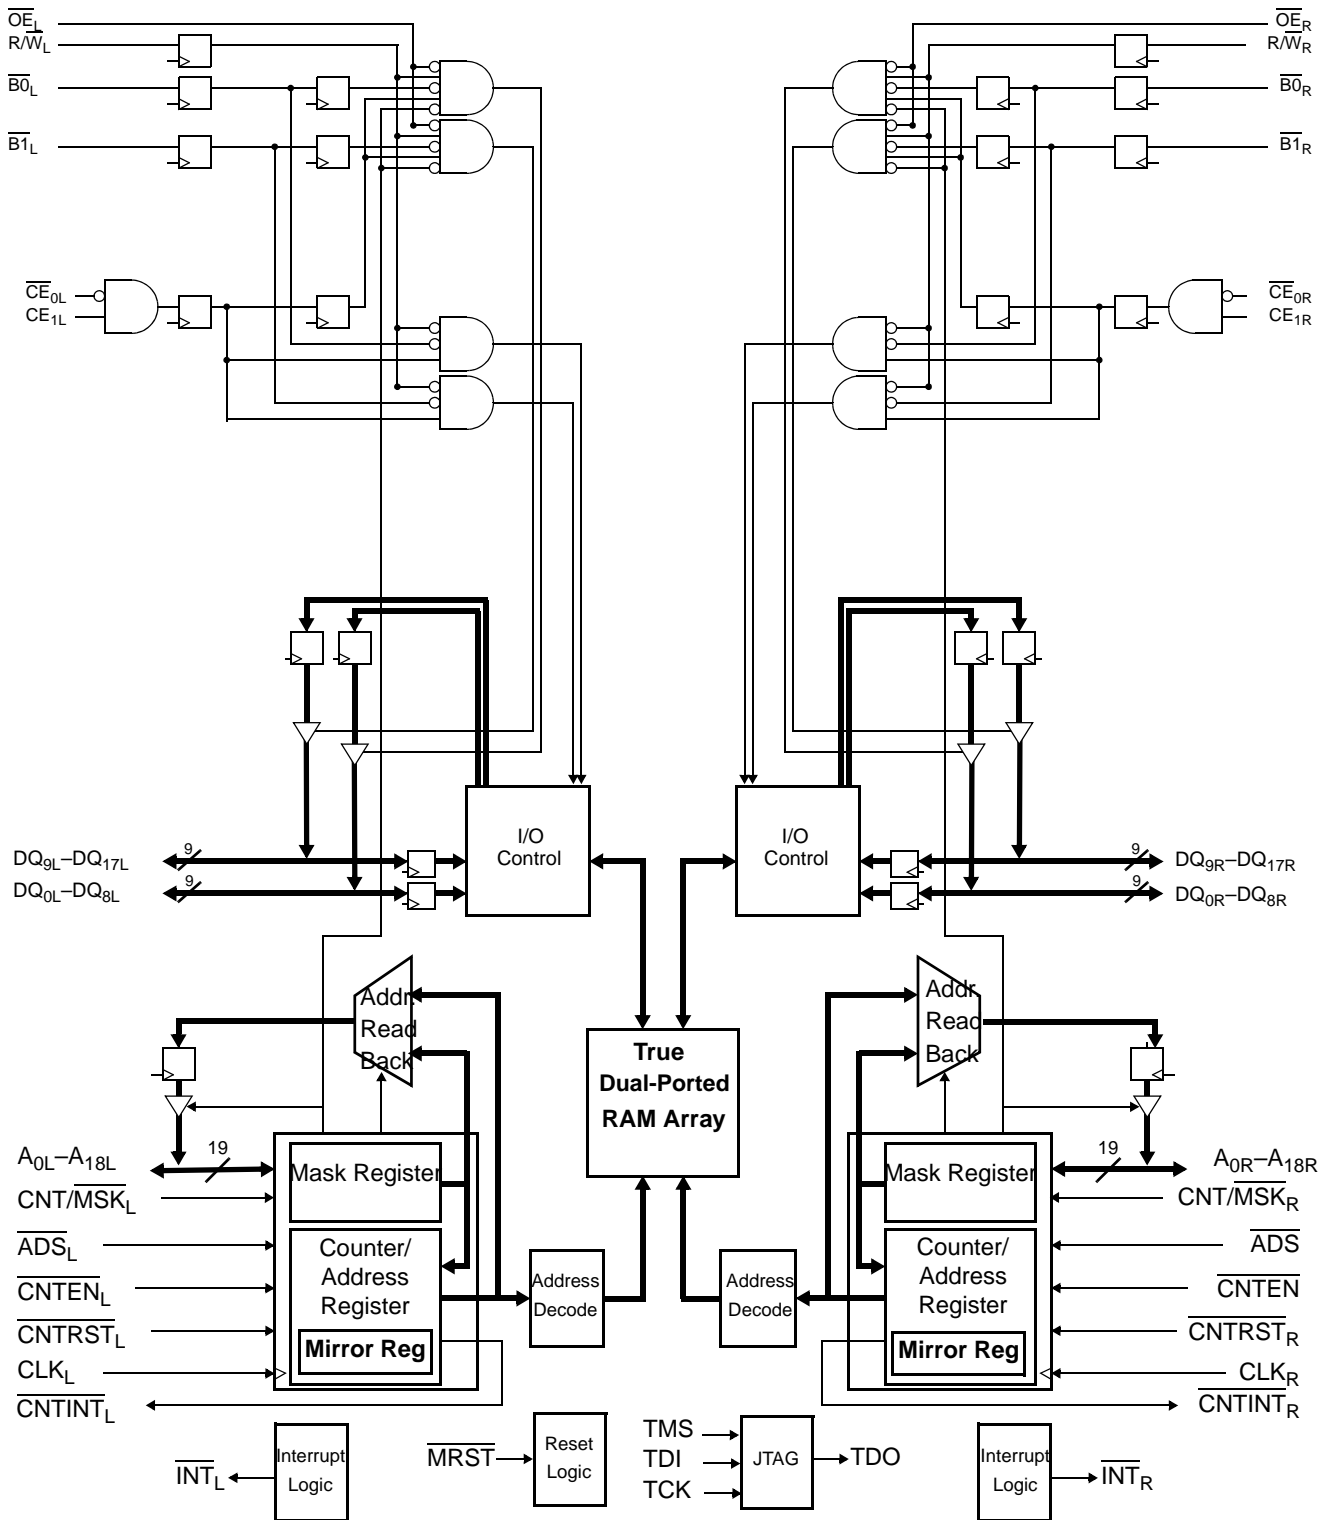 OE_L
R/W_L
B0_L
B1_L
CE_0L
CE_1L
OE_R
R/W_R
B0_R
B1_R
CE_0R
CE_1R
I/O
Control
DQ_9L–DQ_17L
9
DQ_0L–DQ_8L
9
I/O
Control
9
DQ_9R–DQ_17R
9
DQ_0R–DQ_8R
Addr.
Read
Back
True
Dual-Ported
RAM Array
Addr.
Read
Back
A_0L–A_18L
19
CNT/MSK_L
ADS_L
CNTEN_L
CNTRST_L
CLK_L
CNTINT_L
Mask Register
Counter/
Address
Register
Mirror Reg
Address
Decode
Address
Decode
Mask Register
Counter/
Address
Register
Mirror Reg
19
A_0R–A_18R
CNT/MSK_R
ADS
CNTEN
CNTRST_R
CLK_R
CNTINT_R
INT_L
Interrupt
Logic
MRST
Reset
Logic
TMS
TDI
TCK
JTAG
TDO
Interrupt
Logic
INT_R